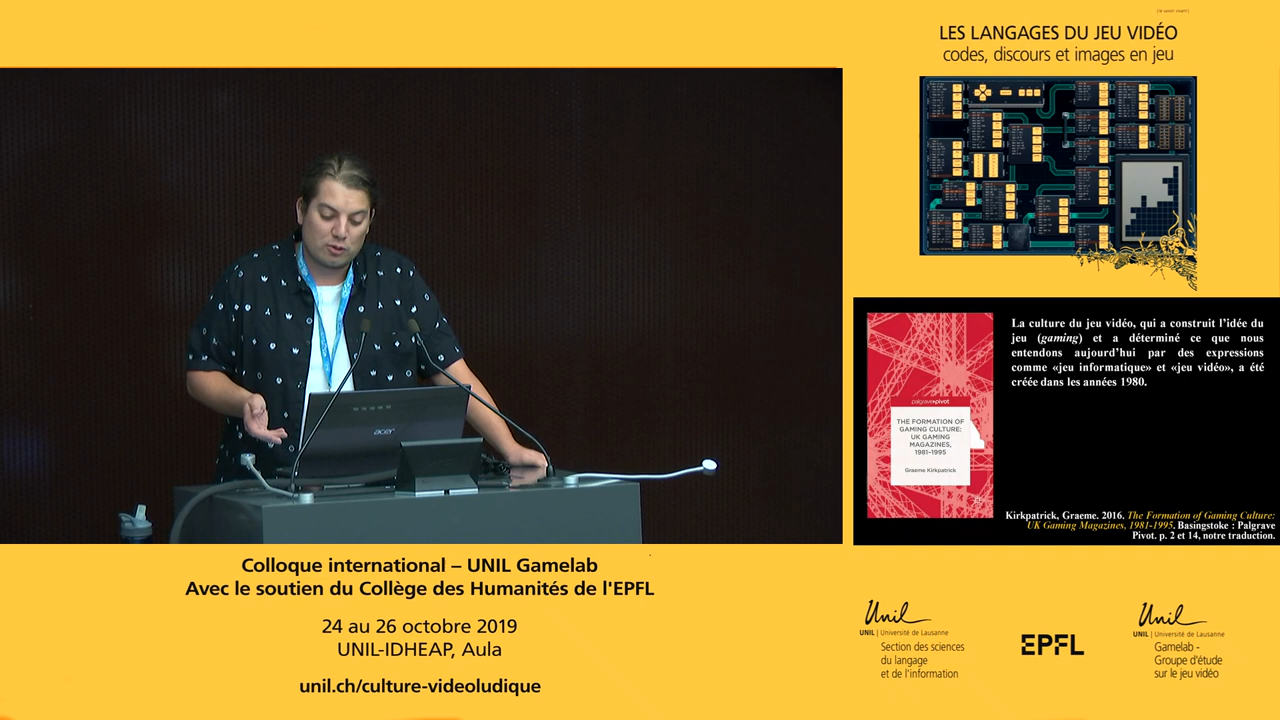 (le savoir vivant)
LES LANGAGES DU JEU VIDÉO
codes, discours et images en jeu
La culture du jeu vidéo, qui a construit l'idée du
jeu (gaming) et a déterminé ce que nous
entendons aujourd'hui par des expressions
comme «jeu informatique» et «jeu vidéo», a été
créée dans les années 1980.
palgrave pivot
THE FORMATION OF
GAMING CULTURE:
UK GAMING
MAGAZINES,
1981–1995
Graeme Kirkpatrick
Kirkpatrick, Graeme. 2016. The Formation of Gaming Culture:
UK Gaming Magazines, 1981-1995. Basingstoke : Palgrave
Pivot. p. 2 et 14, notre traduction.
acer
Colloque international – UNIL Gamelab
Avec le soutien du Collège des Humanités de l'EPFL
24 au 26 octobre 2019
UNIL-IDHEAP, Aula
unil.ch/culture-videoludique
Unil
UNIL | Université de Lausanne
Section des sciences
du langage
et de l'information
EPFL
Unil
UNIL | Université de Lausanne
Gamelab -
Groupe d'étude
sur le jeu vidéo